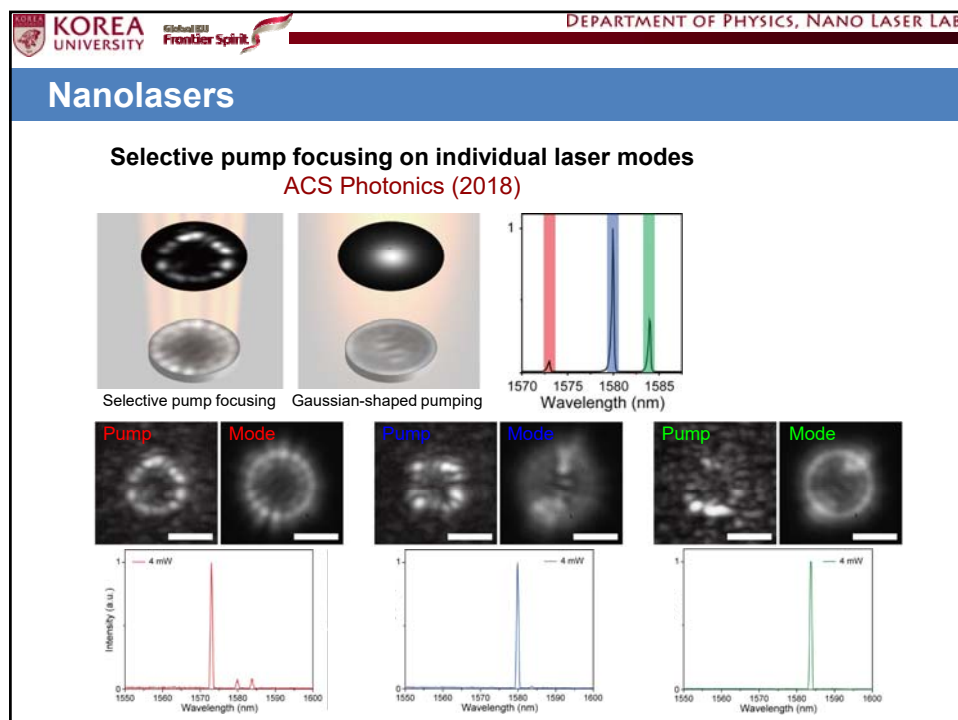 KOREA
UNIVERSITY
Global KU
Frontier Spirit
DEPARTMENT OF PHYSICS, NANO LASER LAB
Nanolasers
Selective pump focusing on individual laser modes
ACS Photonics (2018)
Selective pump focusing
Gaussian-shaped pumping
1
1570 1575 1580 1585
Wavelength (nm)
Pump Mode
Pump Mode
Pump Mode
4 mW
1
0
Intensity (a.u.)
1550 1560 1570 1580 1590 1600
Wavelength (nm)
4 mW
1
0
1550 1560 1570 1580 1590 1600
Wavelength (nm)
4 mW
1
0
1550 1560 1570 1580 1590 1600
Wavelength (nm)